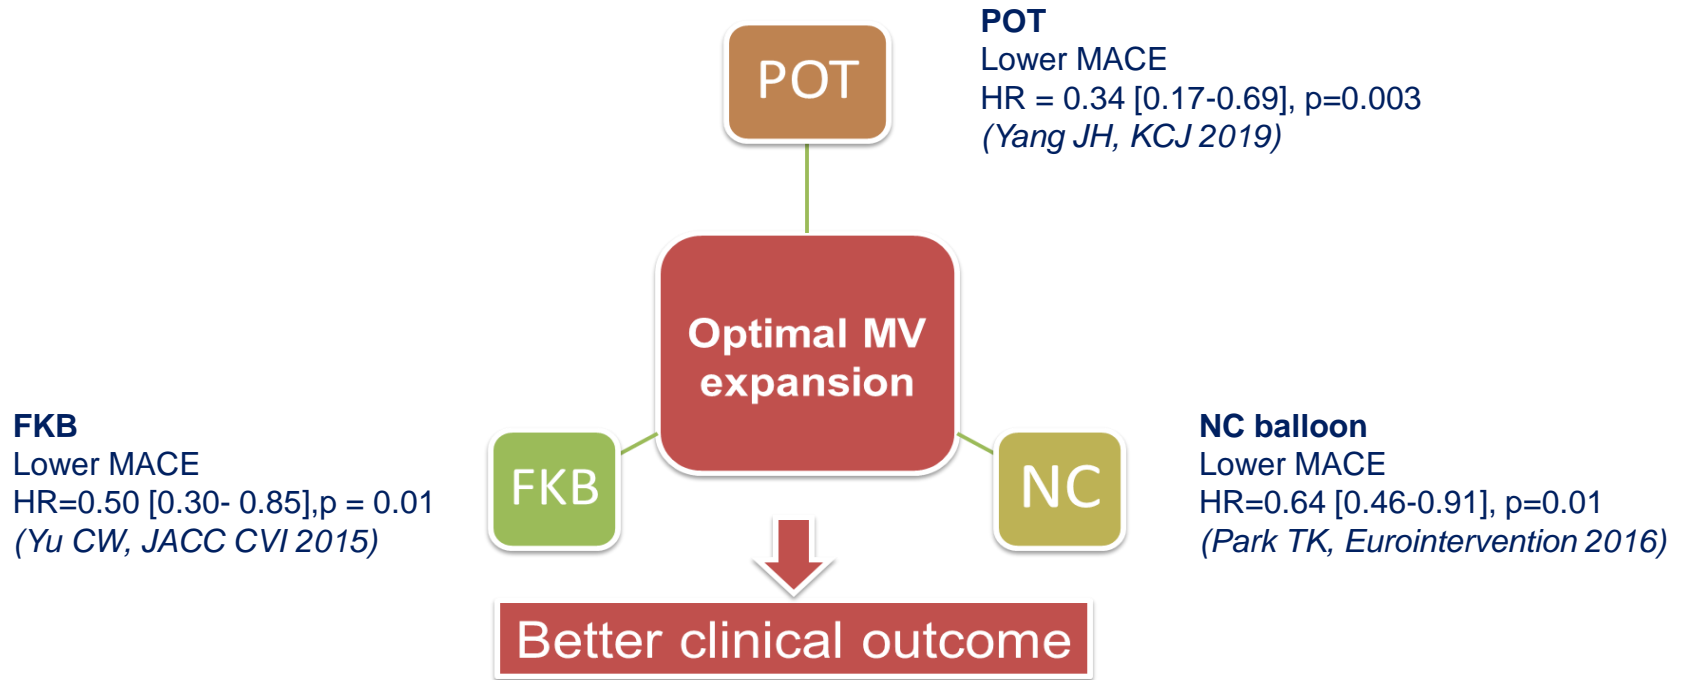 POT
POT
Lower MACE
HR = 0.34 [0.17-0.69], p=0.003
(Yang JH, KCJ 2019)
Optimal MV
expansion
FKB
Lower MACE
HR=0.50 [0.30- 0.85],p = 0.01
(Yu CW, JACC CVI 2015)
FKB
NC
NC balloon
Lower MACE
HR=0.64 [0.46-0.91], p=0.01
(Park TK, Eurointervention 2016)
Better clinical outcome